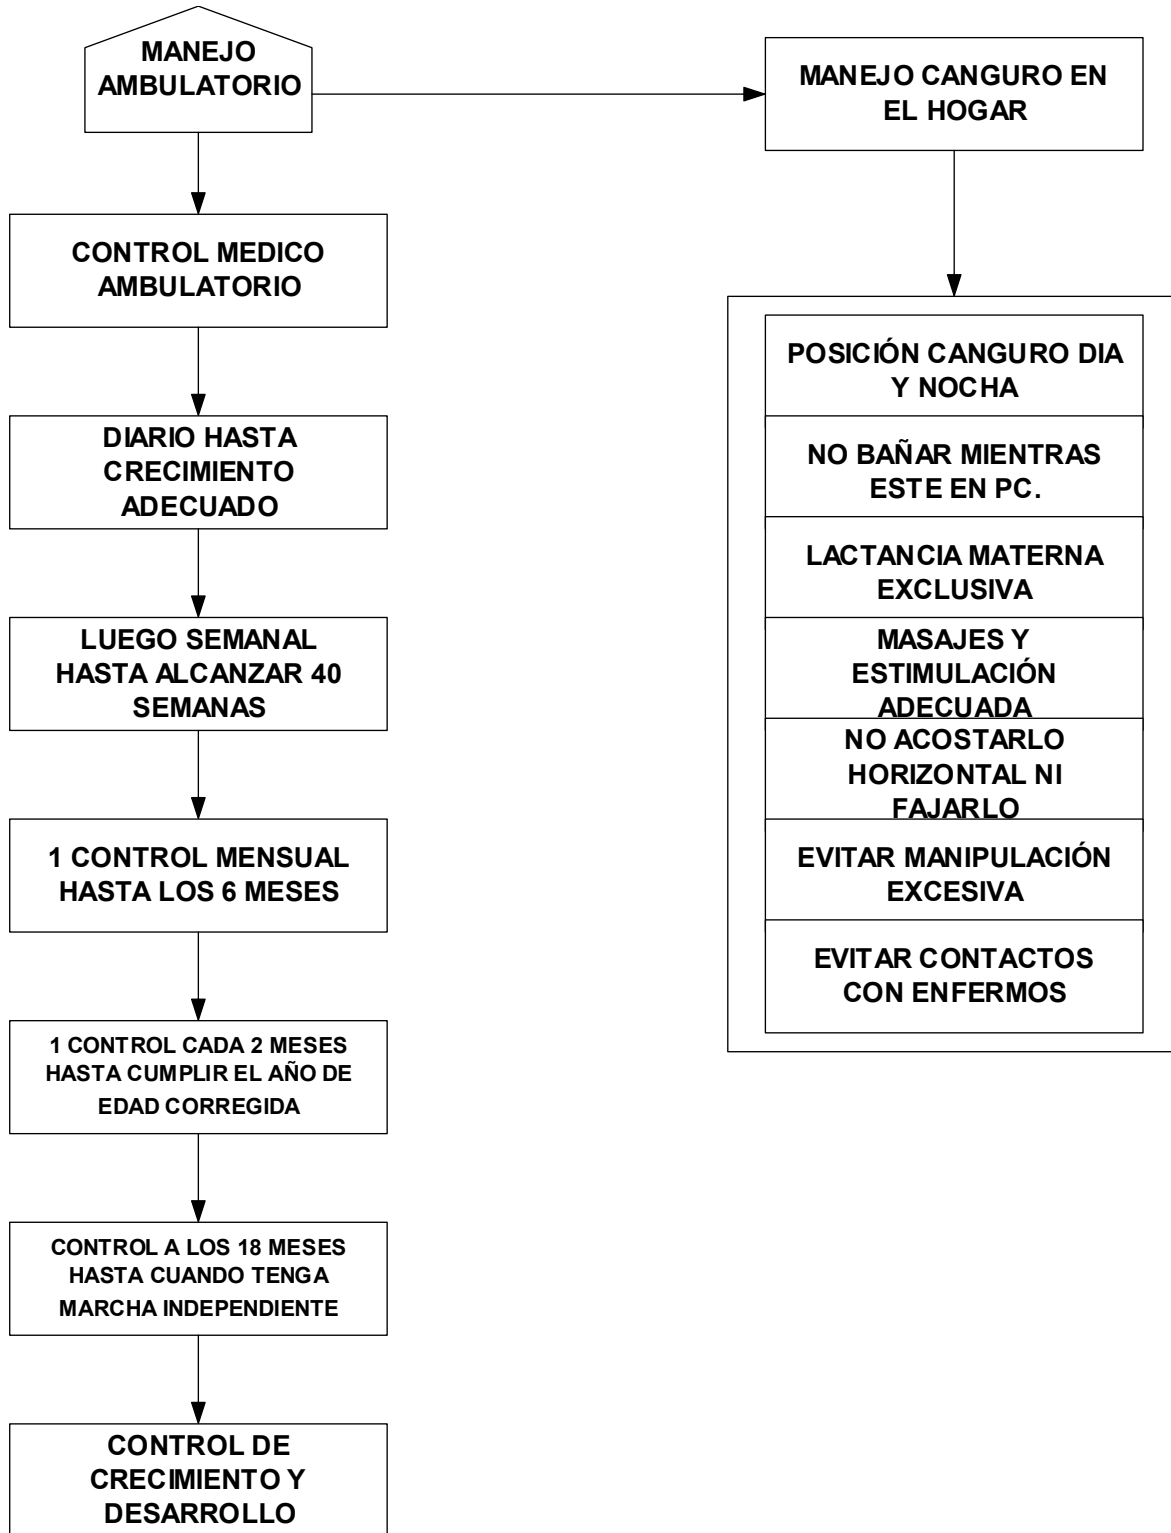 MANEJO
AMBULATORIO
MANEJO CANGURO EN
EL HOGAR
CONTROL MEDICO
AMBULATORIO
DIARIO HASTA
CRECIMIENTO
ADECUADO
LUEGO SEMANAL
HASTA ALCANZAR 40
SEMANAS
1 CONTROL MENSUAL
HASTA LOS 6 MESES
1 CONTROL CADA 2 MESES
HASTA CUMPLIR EL AÑO DE
EDAD CORREGIDA
CONTROL A LOS 18 MESES
HASTA CUANDO TENGA
MARCHA INDEPENDIENTE
CONTROL DE
CRECIMIENTO Y
DESARROLLO
POSICIÓN CANGURO DIA
Y NOCHA
NO BAÑAR MIENTRAS
ESTE EN PC.
LACTANCIA MATERNA
EXCLUSIVA
MASAJES Y
ESTIMULACIÓN
ADECUADA
NO ACOSTARLO
HORIZONTAL NI
FAJARLO
EVITAR MANIPULACIÓN
EXCESIVA
EVITAR CONTACTOS
CON ENFERMOS